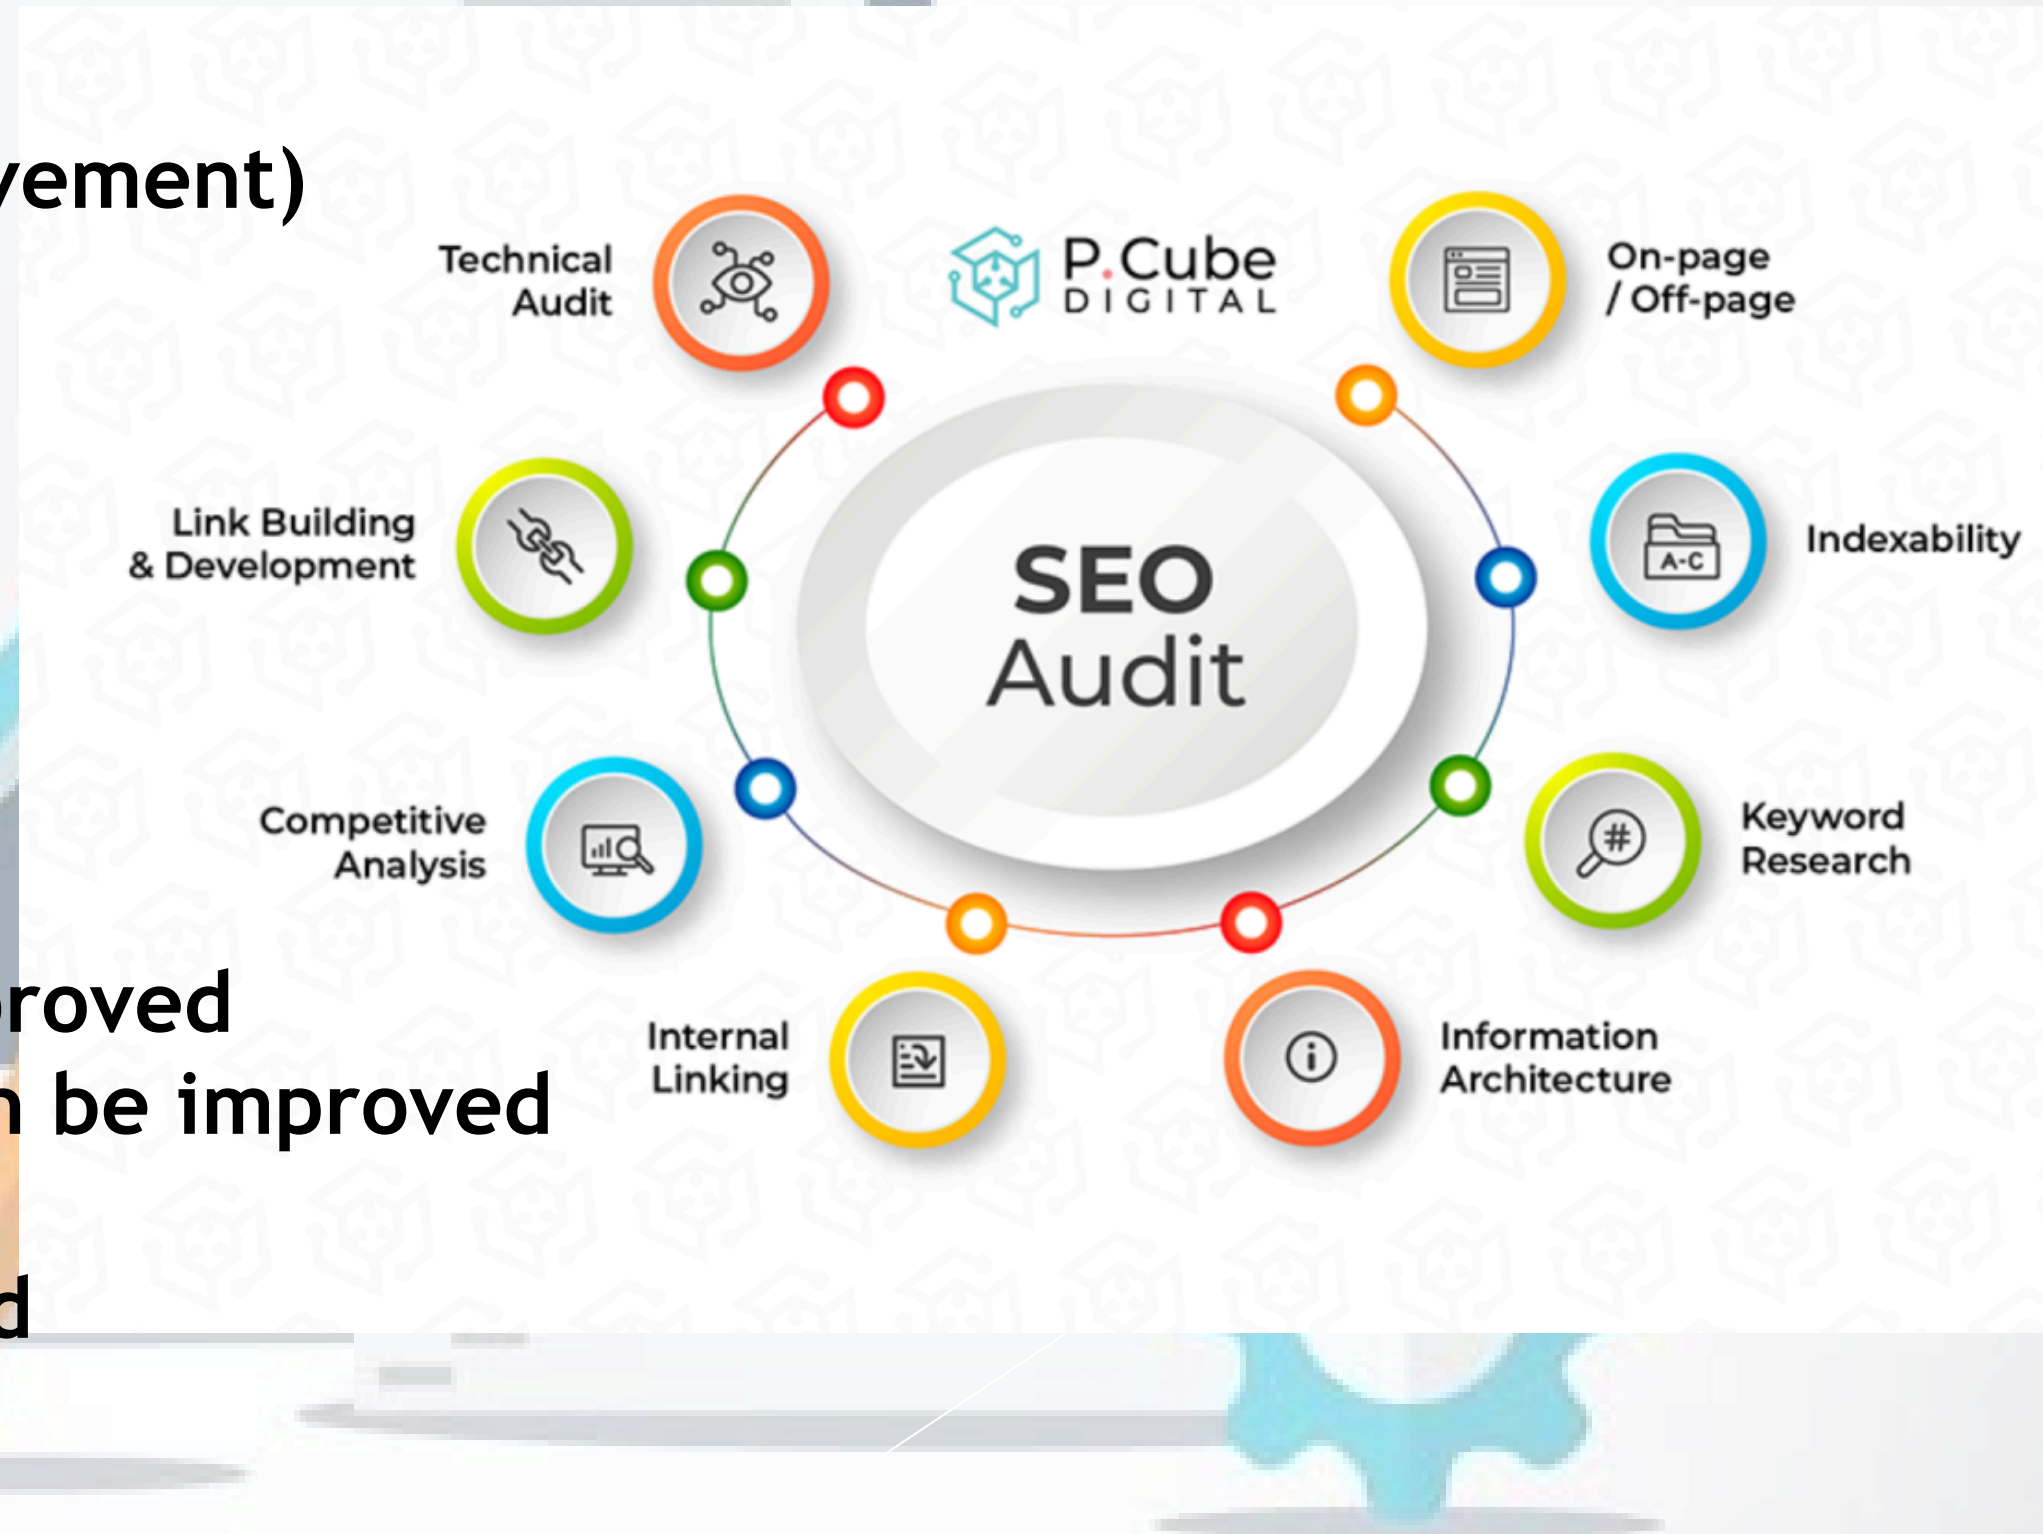 vement)
Technical
Audit
P.Cube
DIGITAL
On-page
/ Off-page
Link Building
& Development
Indexability
A-C
SEO
Audit
Competitive
Analysis
#
Keyword
Research
roved
be improved
Internal
Linking
i
Information
Architecture
d